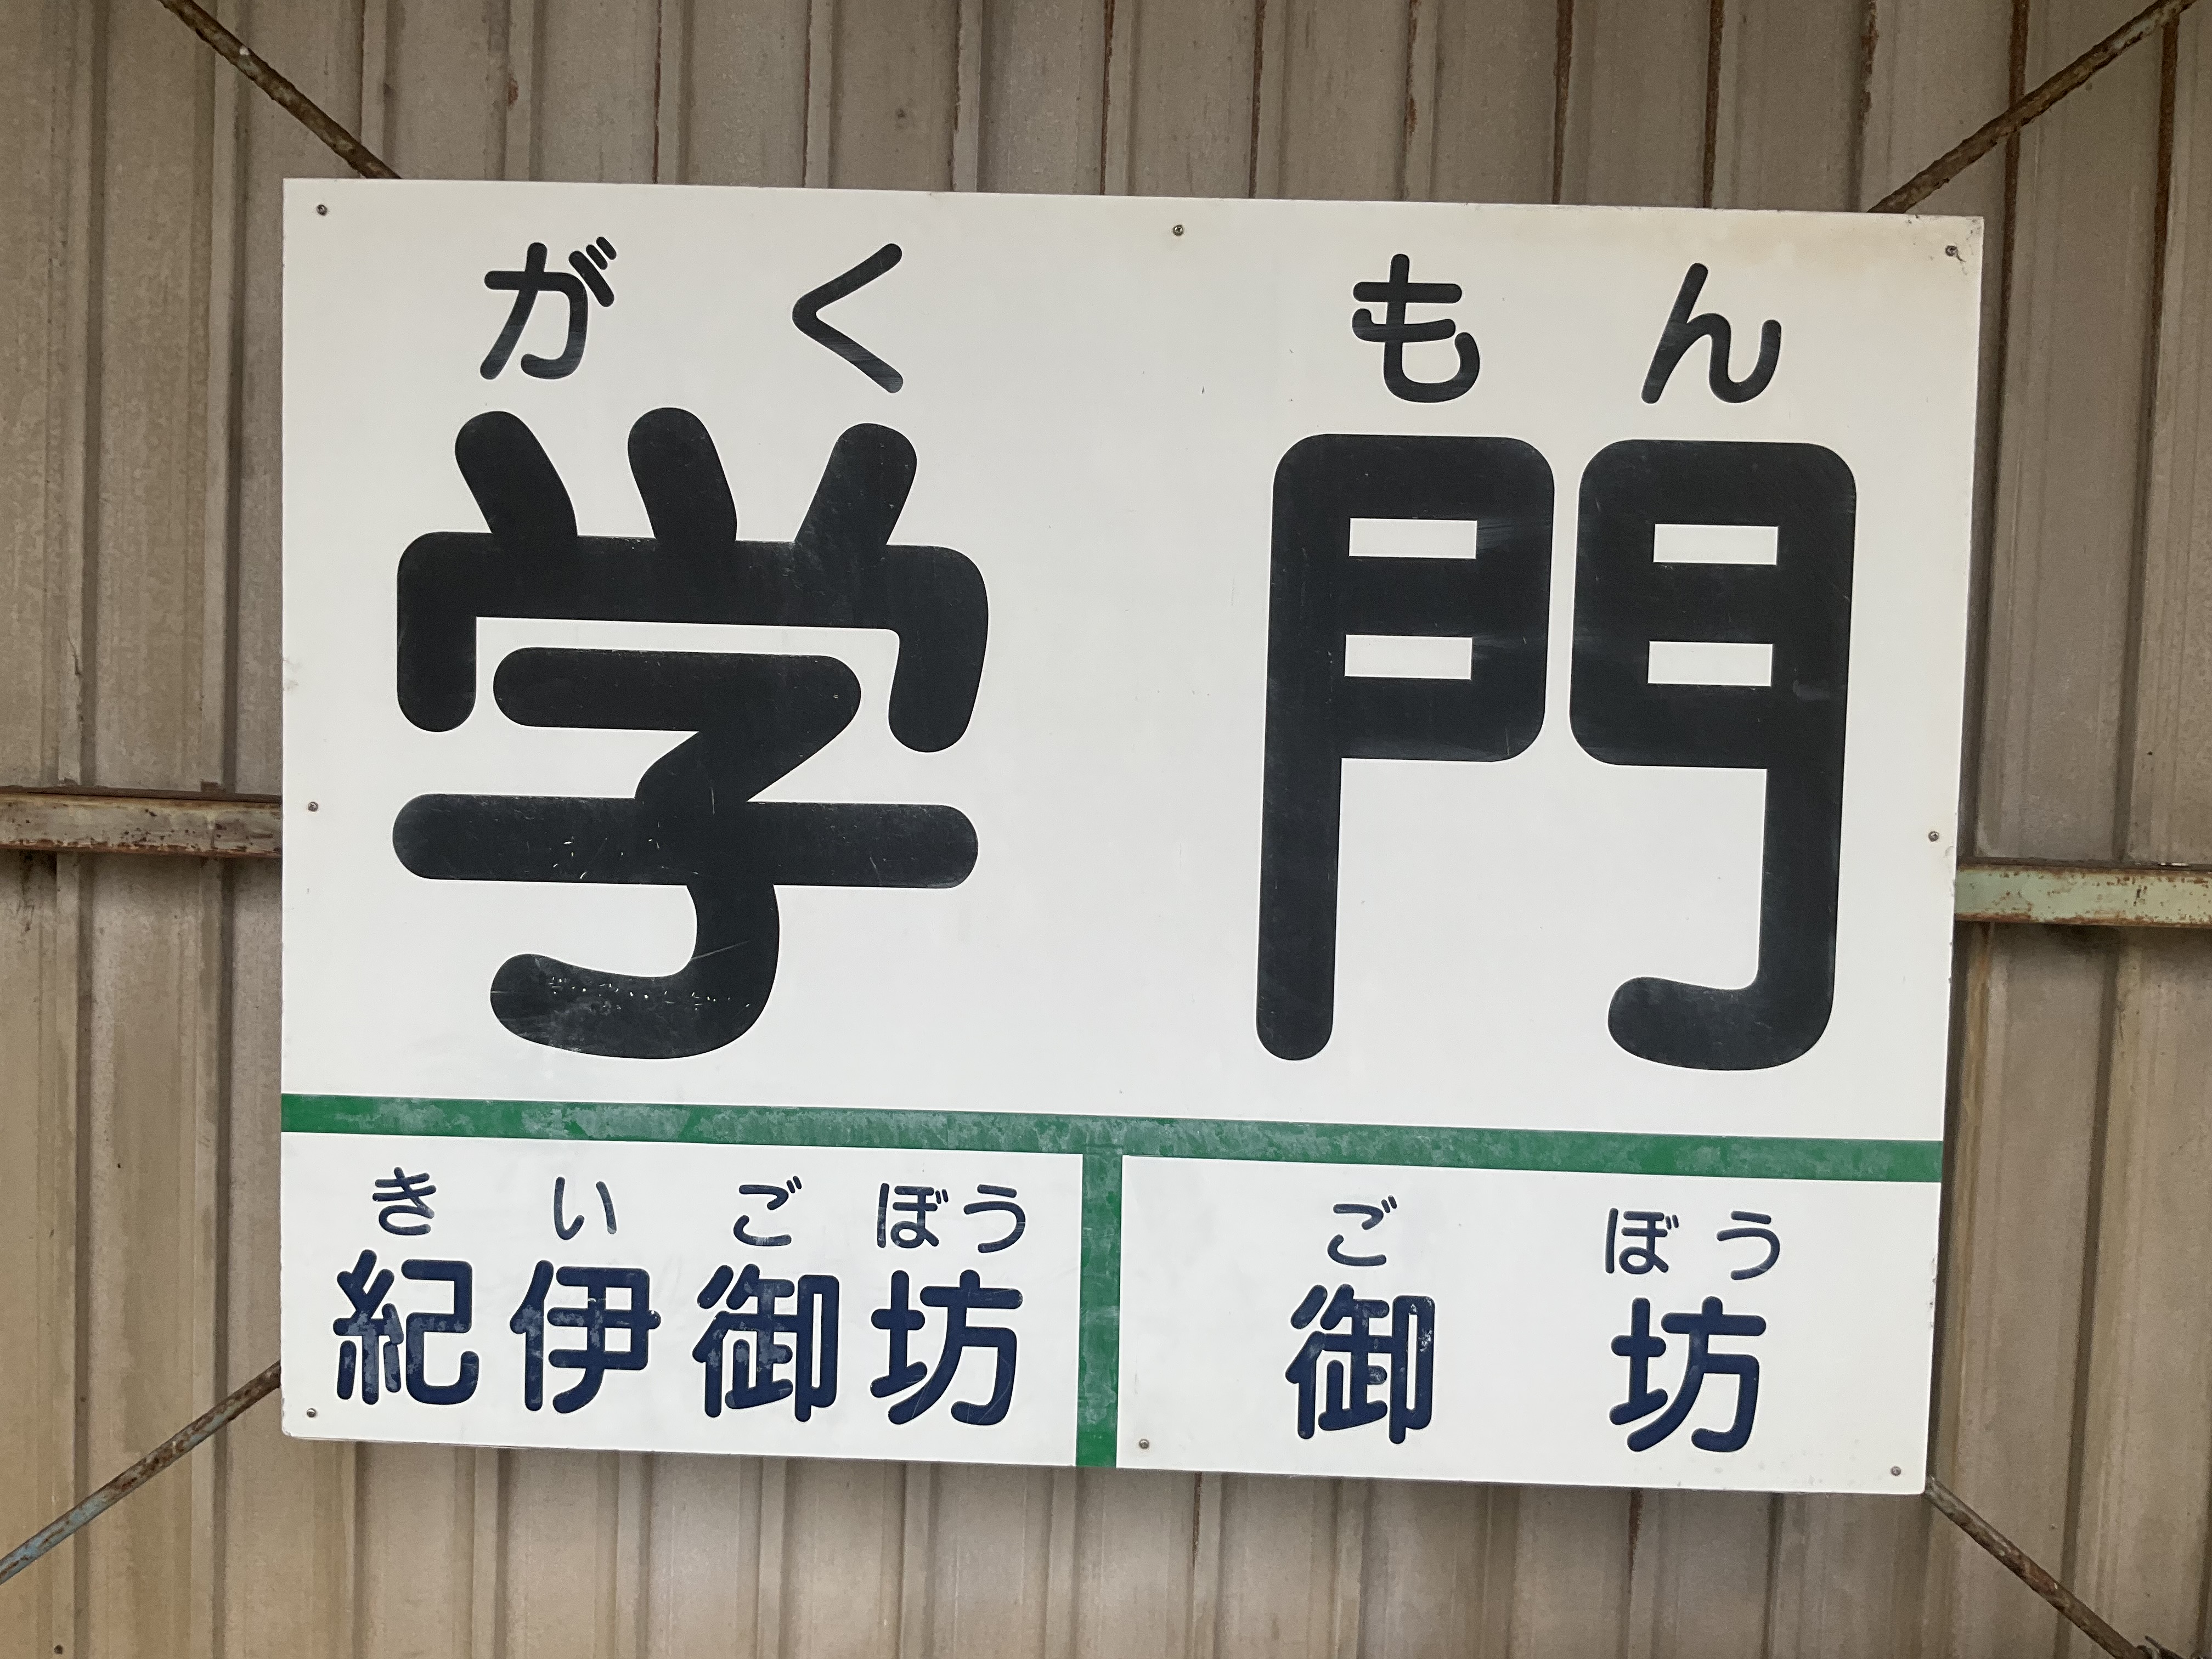 がくもん
学門
きいごぼう
紀伊御坊
ごぼう
御坊